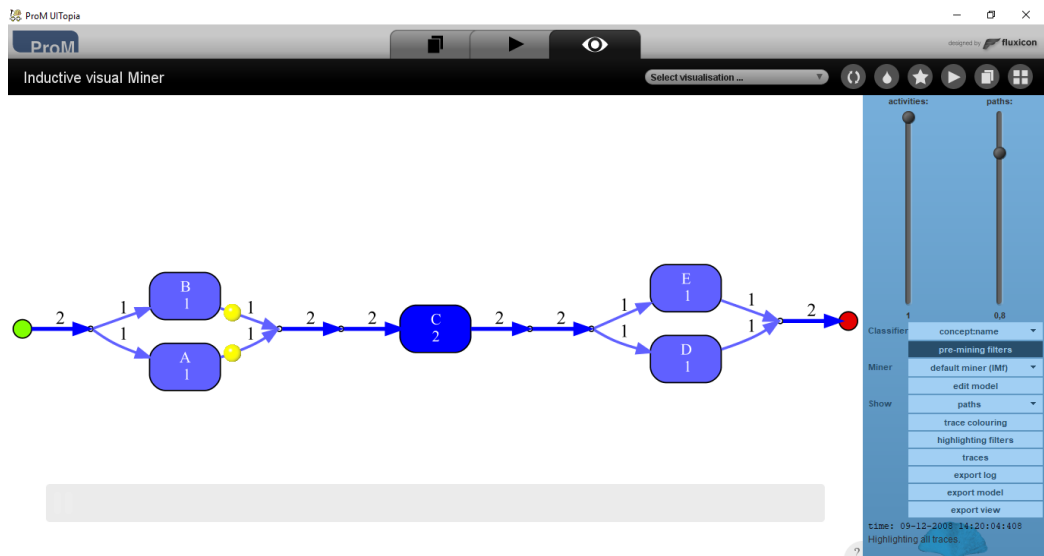 ProM UITopia
ProM
designed by fluxicon
Inductive visual Miner
Select visualisation ...
activities: paths:
2
1
B
1
1
1
A
1
1
2
2
C
2
2
2
1
E
1
1
1
D
1
1
2
1 0,8
Classifier concept:name
pre-mining filters
Miner default miner (IMf)
edit model
Show paths
trace colouring
highlighting filters
traces
export log
export model
export view
time: 09-12-2008 14:20:04:408
Highlighting all traces.
?